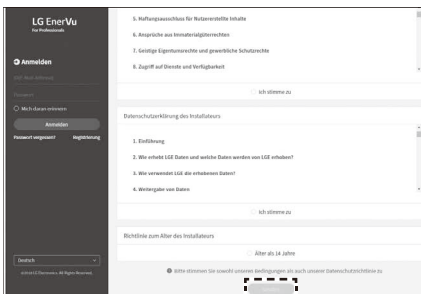 LG EnerVu
For Professionals
Anmelden
Mich daran erinnern
Anmelden
Passwort vergessen? Registrierung
Deutsch
5. Haftungsausschluss für Nutzererstellte Inhalte
6. Ansprüche aus Immaterialgüterrechten
7. Geistige Eigentumsrechte und gewerbliche Schutzrechte
8. Zugriff auf Dienste und Verfügbarkeit
Ich stimme zu
Datenschutzerklärung des Installateurs
1. Einführung
2. Wie erhebt LGE Daten und welche Daten werden von LGE erhoben?
3. Wie verwendet LGE die erhobenen Daten?
4. Weitergabe von Daten
Ich stimme zu
Richtlinie zum Alter des Installateurs
Älter als 14 Jahre
Bitte stimmen Sie sowohl unseren Bedingungen als auch unserer Datenschutzrichtlinie zu